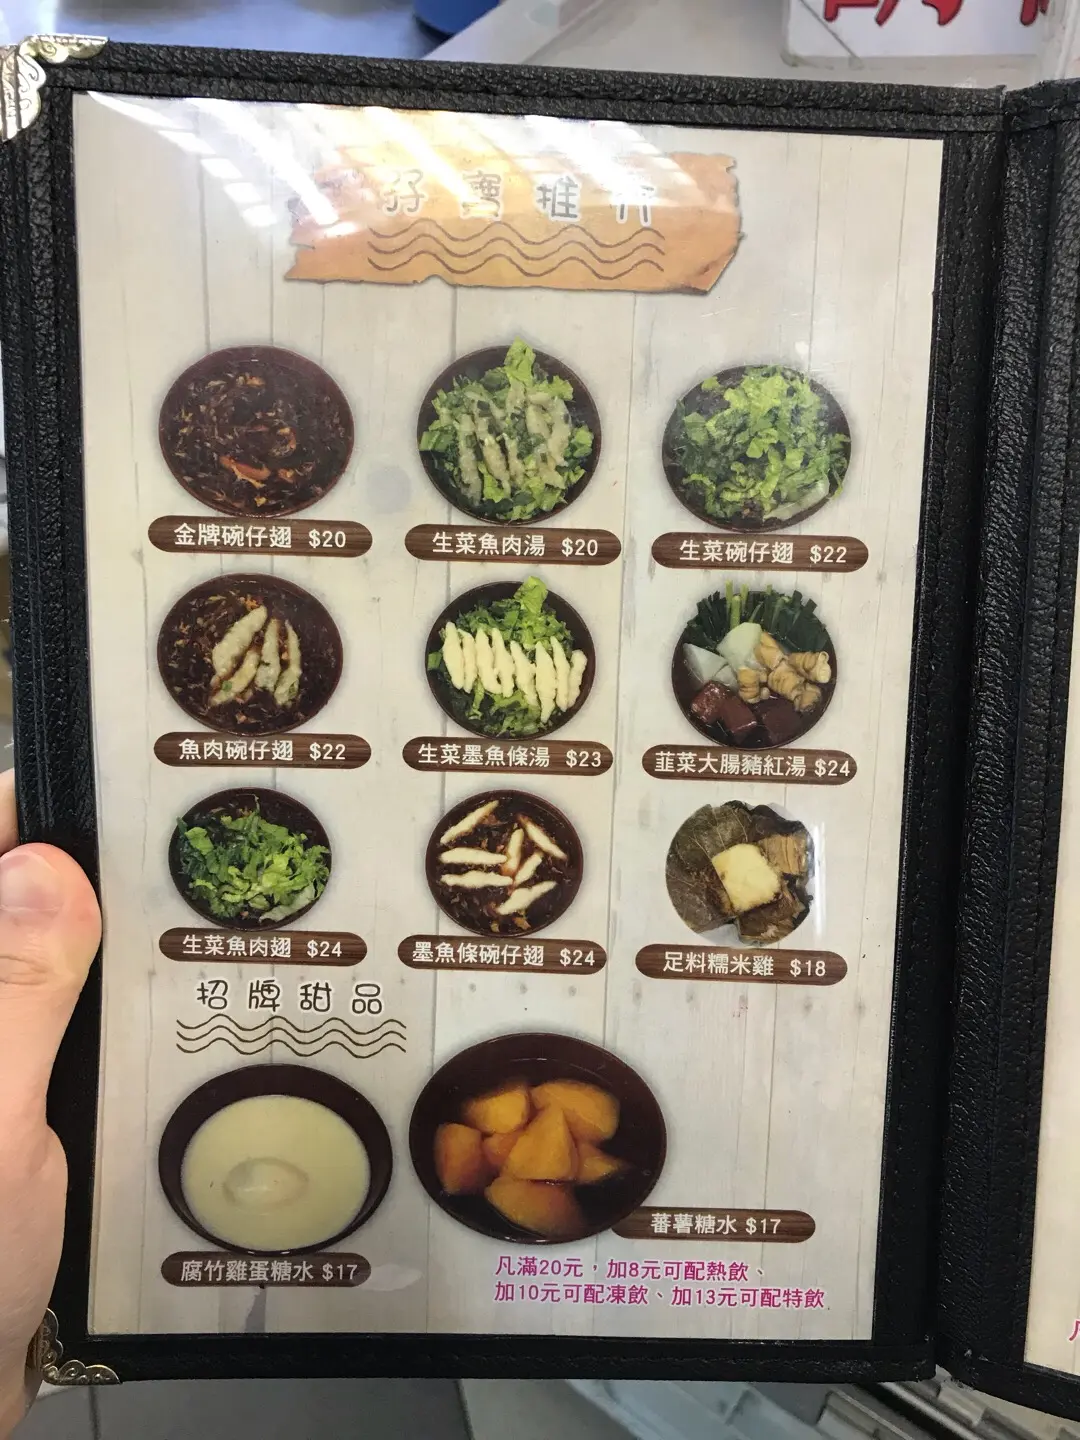 孖寶推介
金牌碗仔翅 $20
生菜魚肉湯 $20
生菜碗仔翅 $22
魚肉碗仔翅 $22
生菜墨魚條湯 $23
韮菜大腸豬紅湯 $24
生菜魚肉翅 $24
墨魚條碗仔翅 $24
足料糯米雞 $18
招牌甜品
腐竹雞蛋糖水 $17
蕃薯糖水 $17
凡滿20元，加8元可配熱飲、
加10元可配凍飲、加13元可配特飲